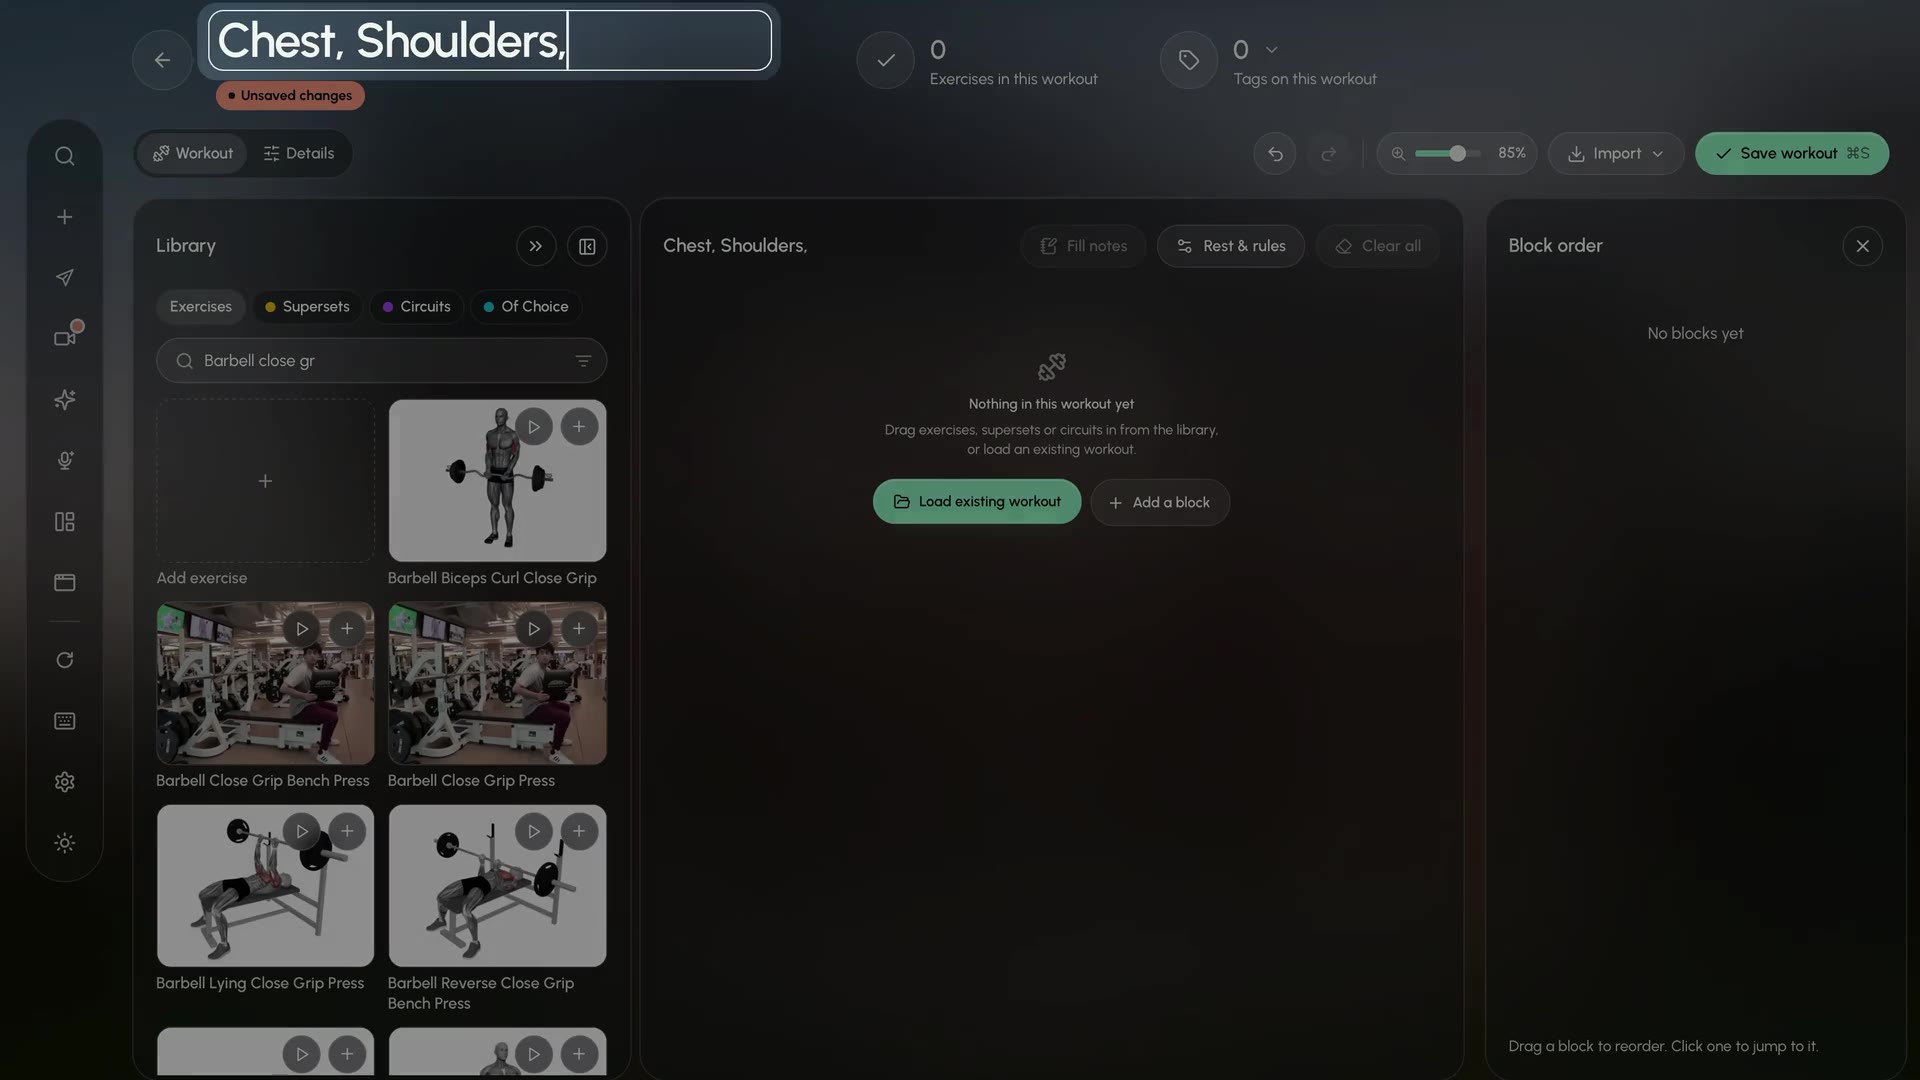 Chest, Shoulders,
Unsaved changes
0
Exercises in this workout
0
Tags on this workout
Workout
Details
85%
Import
Save workout ⌘S
Library
Exercises
Supersets
Circuits
Of Choice
Barbell close gr
Add exercise
Barbell Biceps Curl Close Grip
Barbell Close Grip Bench Press
Barbell Close Grip Press
Barbell Lying Close Grip Press
Barbell Reverse Close Grip
Bench Press
Chest, Shoulders,
Fill notes
Rest & rules
Clear all
Nothing in this workout yet
Drag exercises, supersets or circuits in from the library,
or load an existing workout.
Load existing workout
Add a block
Block order
No blocks yet
Drag a block to reorder. Click one to jump to it.